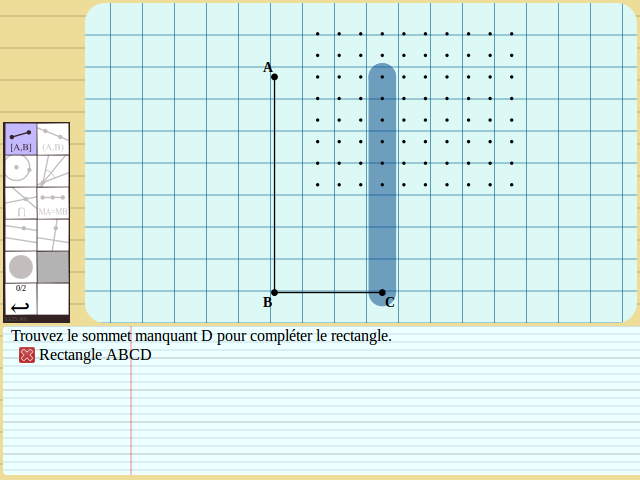 A
[A,B]
(A,B)
∩
MA=MB
0/2
B
C
Trouvez le sommet manquant D pour compléter le rectangle.
Rectangle ABCD